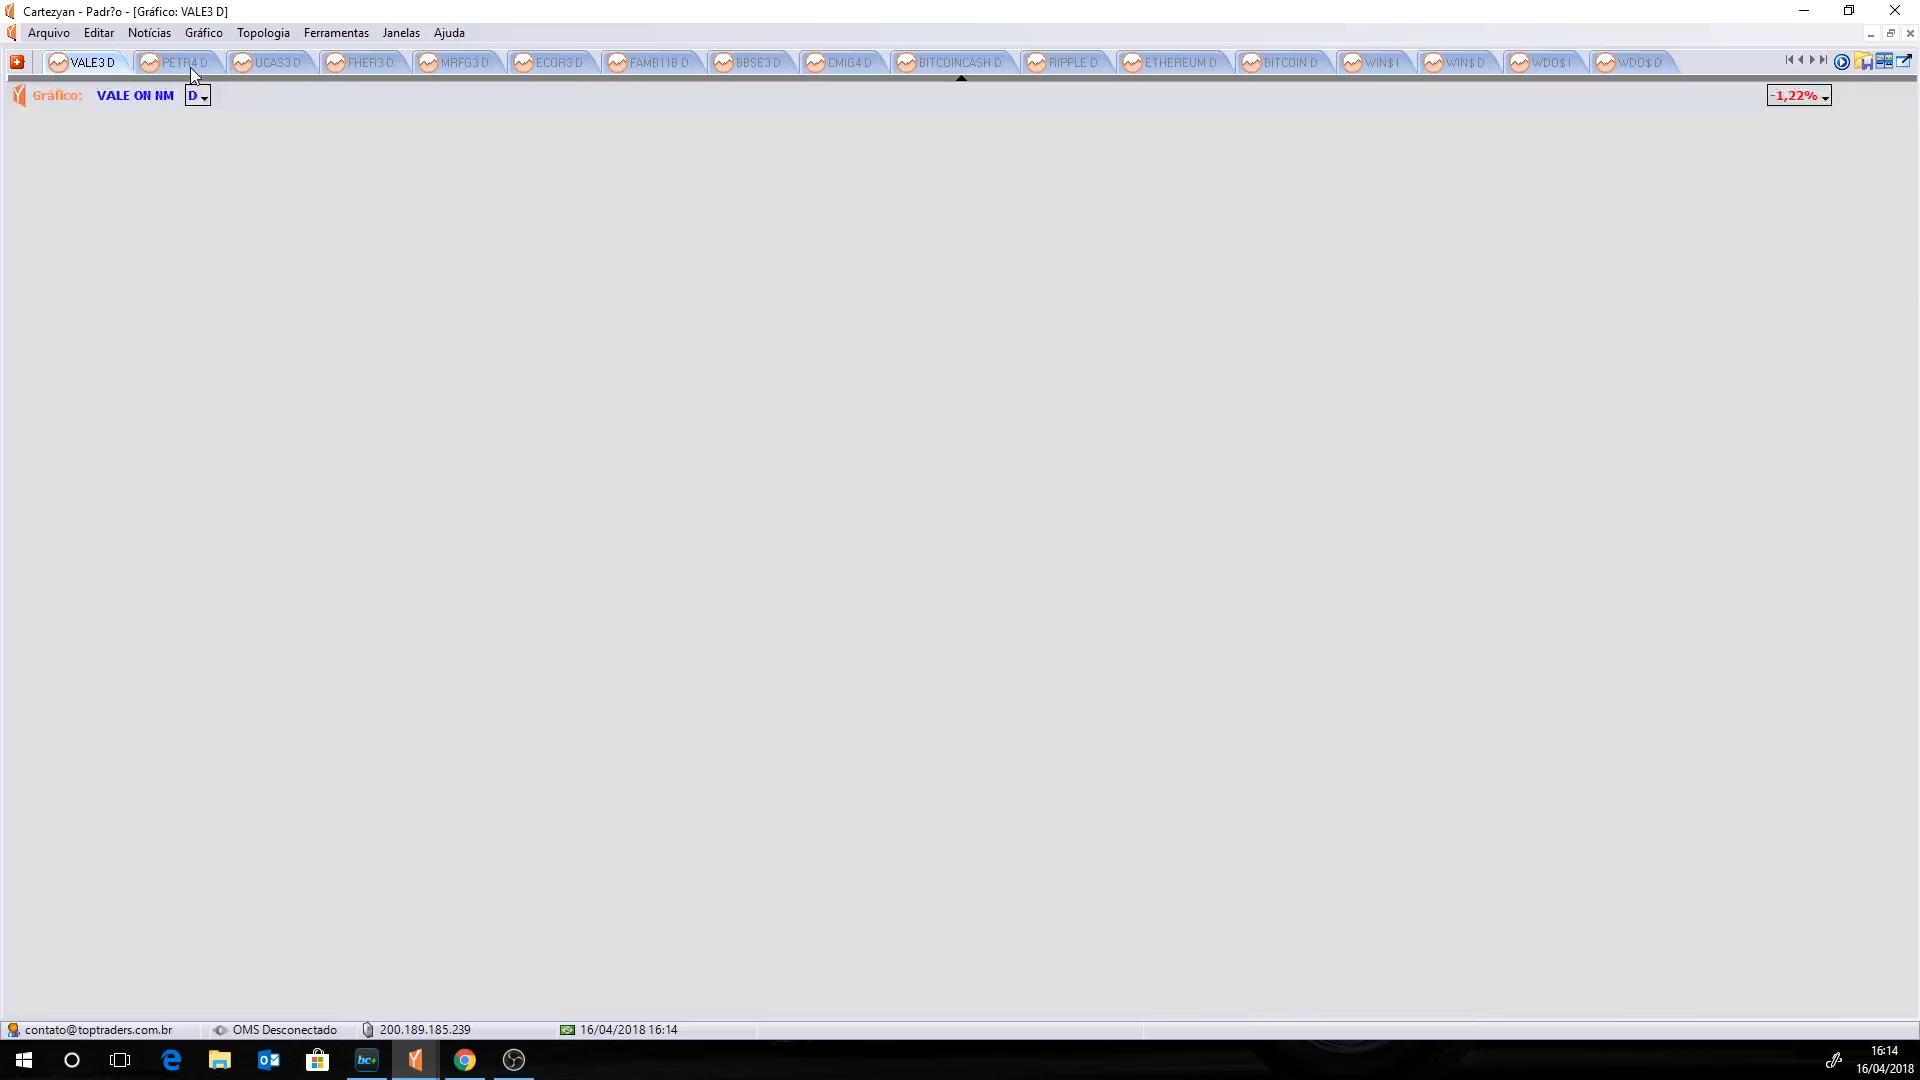 Cartezyan - Padr?o - [Gráfico: VALE3 D]
Arquivo Editar Notícias Gráfico Topologia Ferramentas Janelas Ajuda
VALE3 D PETR4 D UCAS3 D FHER3 D MRFG3 D ECOR3 D FAMB11B D BBSE3 D CMIG4 D BITCOINCASH D RIPPLE D ETHEREUM D BITCOIN D WIN$ I WIN$ D WDO$ I WDO$ D
Gráfico: VALE ON NM D -1,22%
contato@toptraders.com.br OMS Desconectado 200.189.185.239 16/04/2018 16:14
bc+ 16:14
16/04/2018